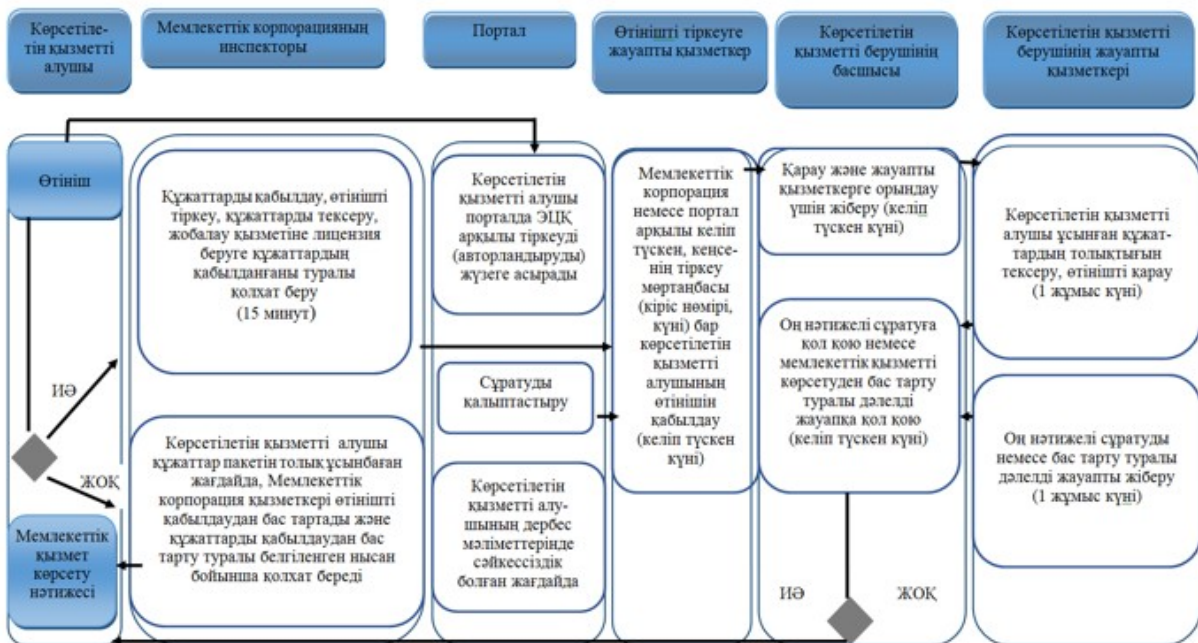 Көрсетіле-
тін қызметті
алушы
Мемлекеттік корпорацияның
инспекторы
Портал
Өтінішті тіркеуге
жауапты қызметкер
Көрсетілетін
қызметті берушінің
басшысы
Көрсетілетін қызметті
берушінің жауапты
қызметкері
Өтініш
ИӘ
ЖОҚ
Мемлекеттік
қызмет
көрсету
нәтижесі
Құжаттарды қабылдау, өтінішті
тіркеу, құжаттарды тексеру,
жобалау қызметіне лицензия
беруге құжаттардың
қабылданғаны туралы
қолхат беру
(15 минут)
Көрсетілетін қызметті алушы
құжаттар пакетін толық ұсынбаған
жағдайда, Мемлекеттік
корпорация қызметкері өтінішті
қабылдаудан бас тартады және
құжаттарды қабылдаудан бас
тарту туралы белгіленген нысан
бойынша қолхат береді
Көрсетілетін
қызметті алушы
порталда ЭЦҚ
арқылы тіркеуді
(авторландыруды)
жүзеге асырады
Сұратуды
қалыптастыру
Көрсетілетін
қызметті алу-
шының дербес
мәліметтерінде
сәйкессіздік
болған жағдайда
Мемлекеттік
корпорация
немесе портал
арқылы келіп
түскен, кеңсе-
нің тіркеу
мөртаңбасы
(кіріс нөмірі,
күні) бар
көрсетілетін
қызметті
алушының
өтінішін
қабылдау
(келіп түскен
күні)
Қарау және жауапты
қызметкерге орындау
үшін жіберу (келіп
түскен күні)
Оң нәтижелі сұратуға
қол қою немесе
мемлекеттік қызметті
көрсетуден бас тарту
туралы дәлелді
жауапқа қол қою
(келіп түскен күні)
ИӘ
ЖОҚ
Көрсетілетін қызметті
алушы ұсынған құжат-
тардың толықтығын
тексеру, өтінішті қарау
(1 жұмыс күні)
Оң нәтижелі сұратуды
немесе бас тарту туралы
дәлелді жауапты жіберу
(1 жұмыс күні)